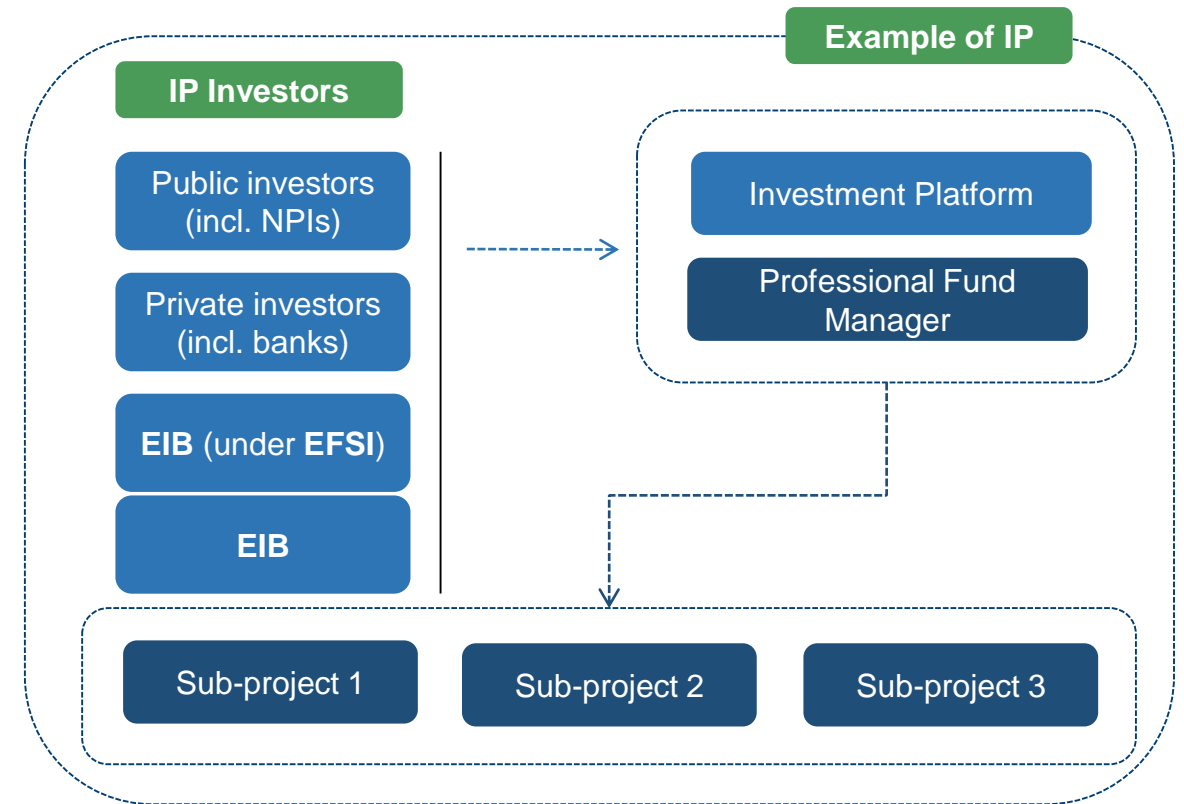 Example of IP
IP Investors
Public investors
(incl. NPIs)
Private investors
(incl. banks)
EIB (under EFSI)
EIB
Investment Platform
Professional Fund
Manager
Sub-project 1
Sub-project 2
Sub-project 3